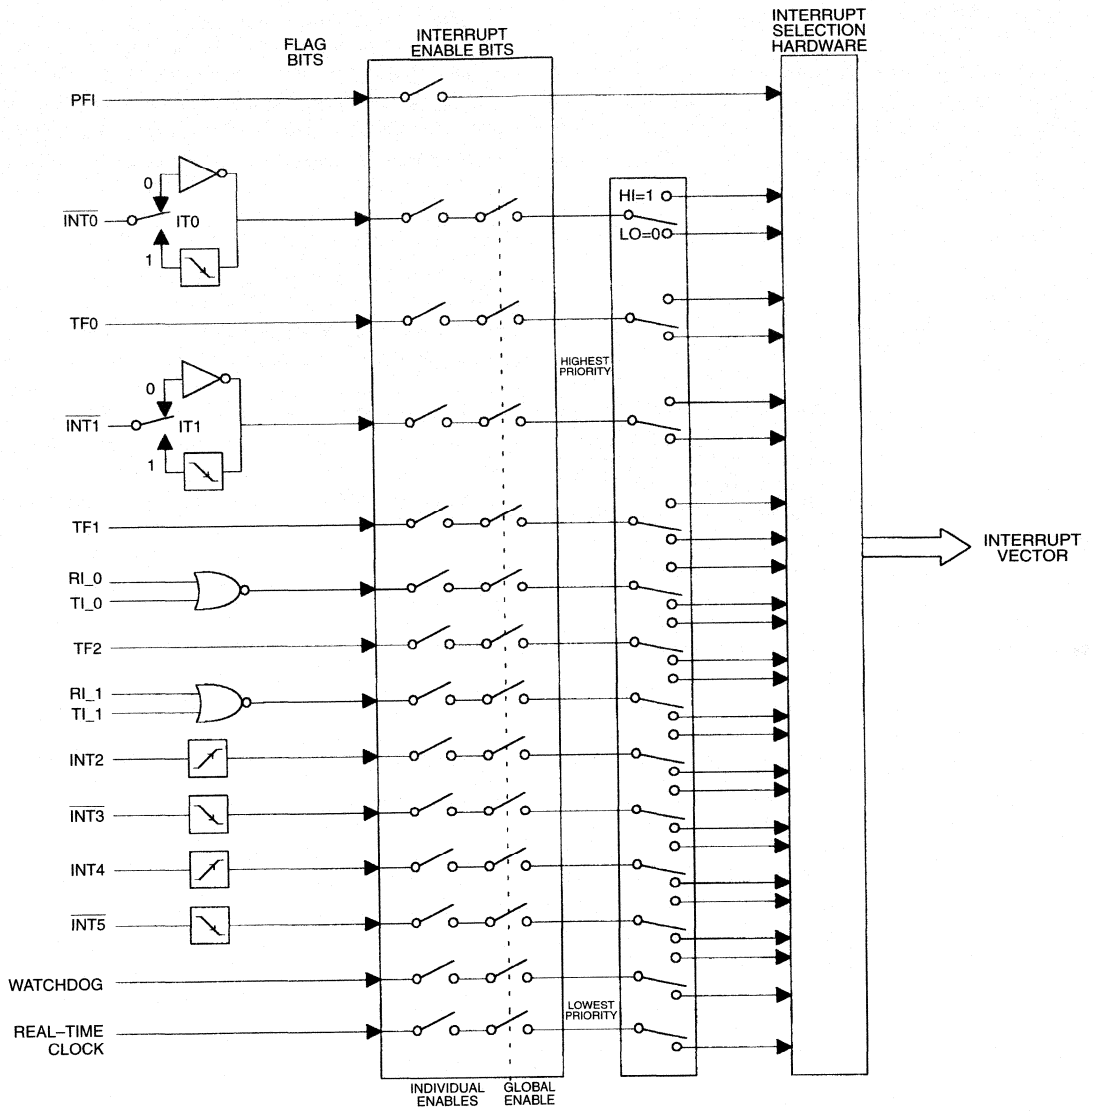 FLAG
BITS
INTERRUPT
ENABLE BITS
INTERRUPT
SELECTION
HARDWARE
PFI
0
INT0
IT0
1
HI=1
LO=0
TF0
HIGHEST
PRIORITY
0
INT1
IT1
1
TF1
INTERRUPT
VECTOR
RI_0
TI_0
TF2
RI_1
TI_1
INT2
INT3
INT4
INT5
WATCHDOG
LOWEST
PRIORITY
REAL–TIME
CLOCK
INDIVIDUAL
ENABLES
GLOBAL
ENABLE